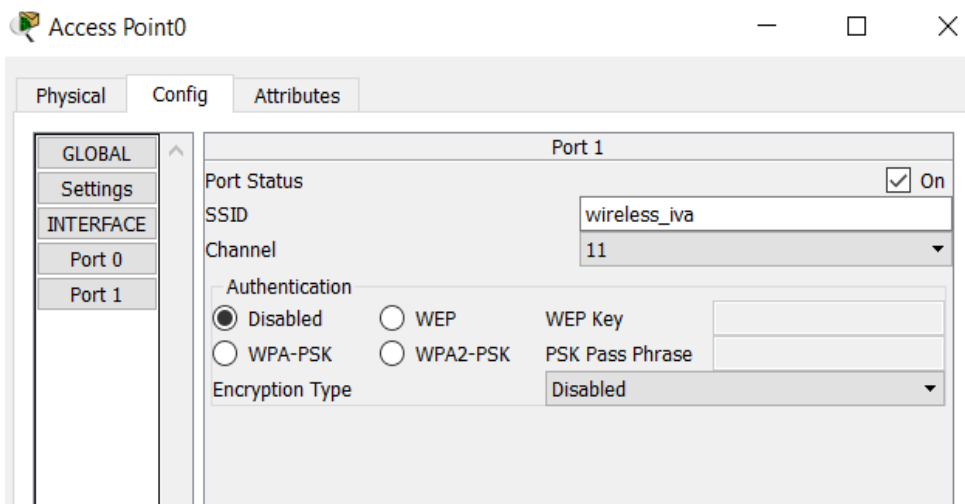 Access Point0
Physical Config Attributes
GLOBAL
Settings
INTERFACE
Port 0
Port 1
Port 1
Port Status On
SSID wireless_iva
Channel 11
Authentication
Disabled WEP WEP Key
WPA-PSK WPA2-PSK PSK Pass Phrase
Encryption Type Disabled